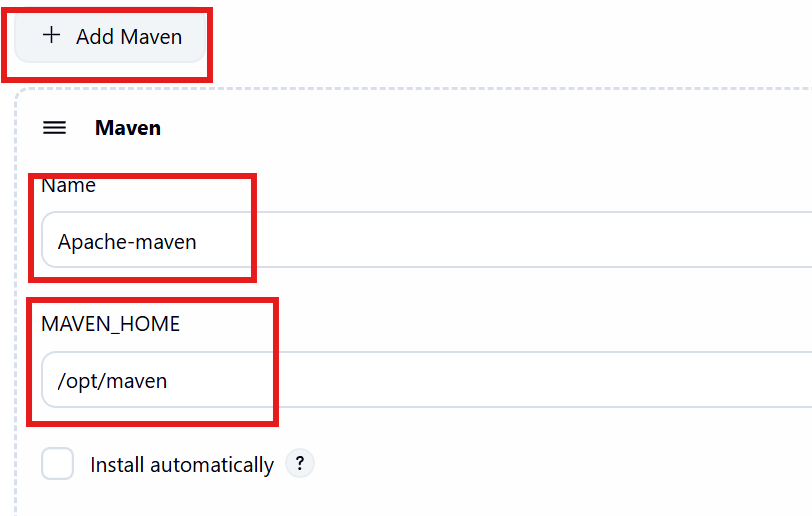 + Add Maven
Maven
Name
Apache-maven
MAVEN_HOME
/opt/maven
Install automatically ?